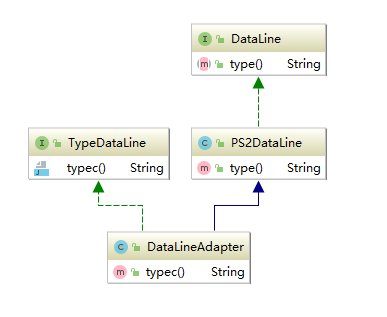 I DataLine
m type() String
I TypeDataLine
J typec() String
C PS2DataLine
m type() String
C DataLineAdapter
m typec() String